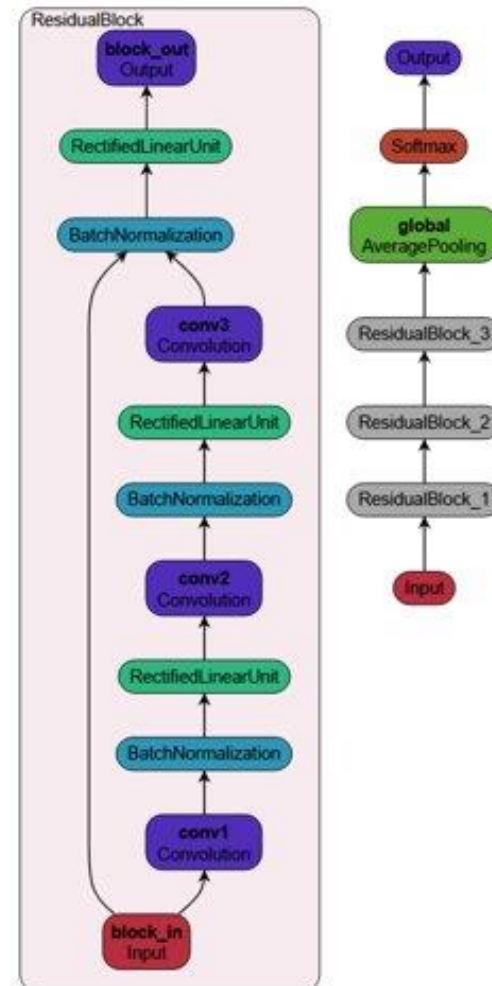 ResidualBlock
block_out
Output
RectifiedLinearUnit
BatchNormalization
conv3
Convolution
RectifiedLinearUnit
BatchNormalization
conv2
Convolution
RectifiedLinearUnit
BatchNormalization
conv1
Convolution
block_in
Input
Output
Softmax
global
AveragePooling
ResidualBlock_3
ResidualBlock_2
ResidualBlock_1
Input